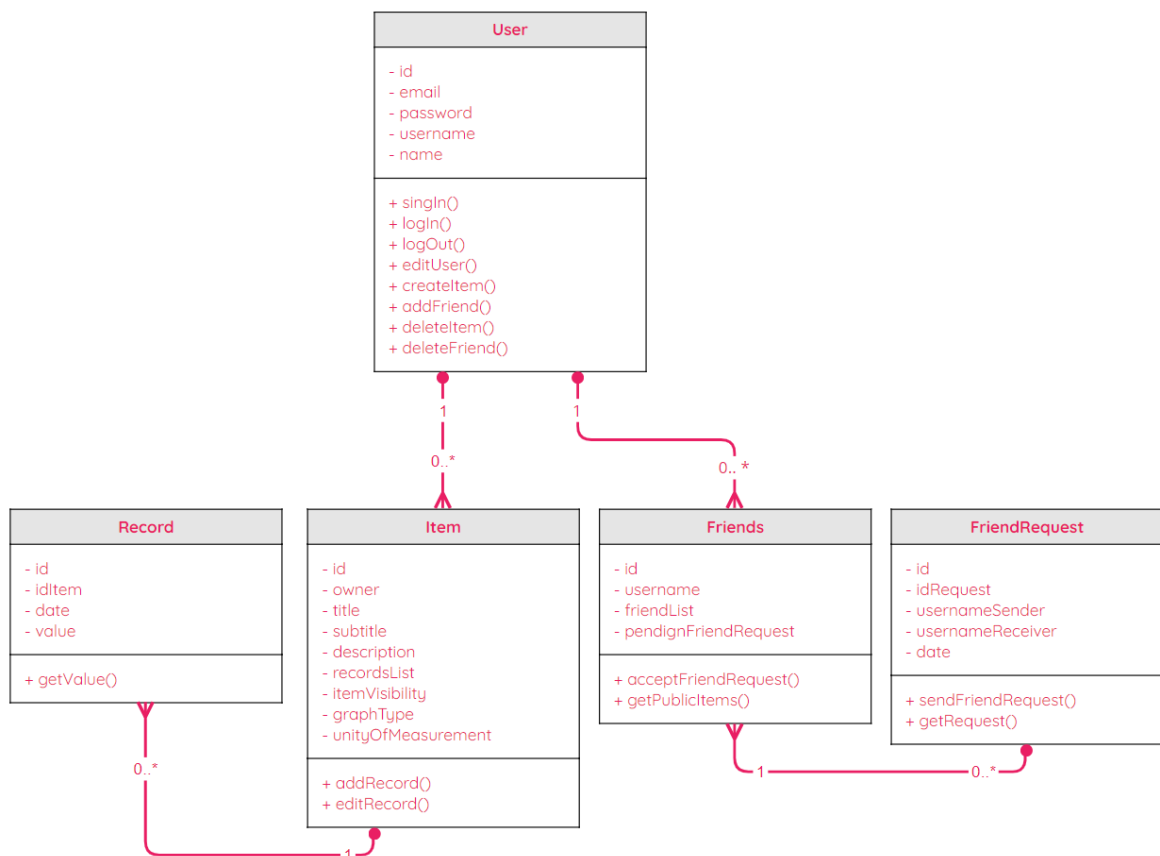 User
- id
- email
- password
- username
- name
+ singIn()
+ logIn()
+ logOut()
+ editUser()
+ createItem()
+ addFriend()
+ deleteItem()
+ deleteFriend()
1
1
0..*
0.. *
Record
- id
- idItem
- date
- value
+ getValue()
Item
- id
- owner
- title
- subtitle
- description
- recordsList
- itemVisibility
- graphType
- unityOfMeasurement
+ addRecord()
+ editRecord()
Friends
- id
- username
- friendList
- pendignFriendRequest
+ acceptFriendRequest()
+ getPublicItems()
FriendRequest
- id
- idRequest
- usernameSender
- usernameReceiver
- date
+ sendFriendRequest()
+ getRequest()
0..*
1
1
0..*